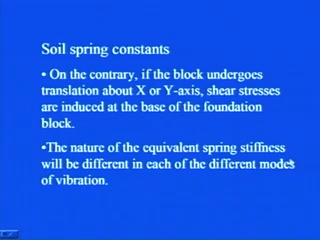 Soil spring constants
• On the contrary, if the block undergoes
translation about X or Y-axis, shear stresses
are induced at the base of the foundation
block.
•The nature of the equivalent spring stiffness
will be different in each of the different modes
of vibration.